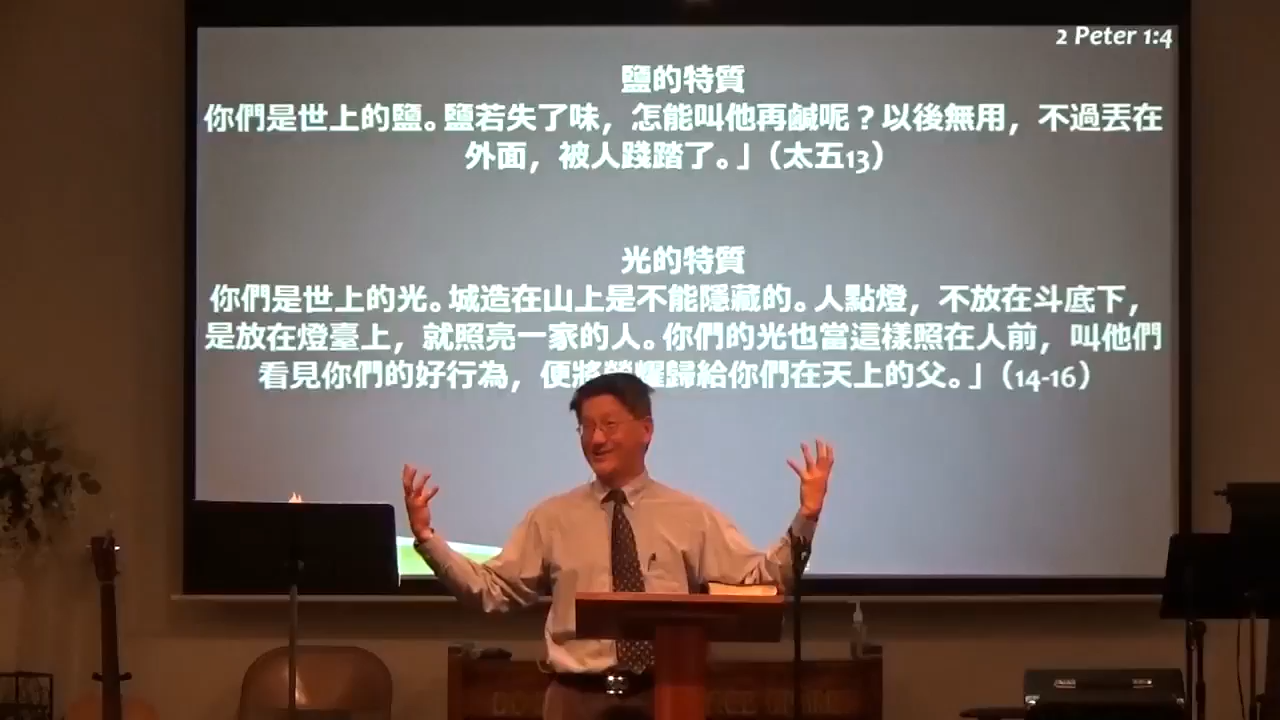 2 Peter 1:4
鹽的特質
你們是世上的鹽。鹽若失了味，怎能叫他再鹹呢？以後無用，不過丟在
外面，被人踐踏了。」（太五13）
光的特質
你們是世上的光。城造在山上是不能隱藏的。人點燈，不放在斗底下，
是放在燈臺上，就照亮一家的人。你們的光也當這樣照在人前，叫他們
看見你們的好行為，便將榮耀歸給你們在天上的父。」（14-16）